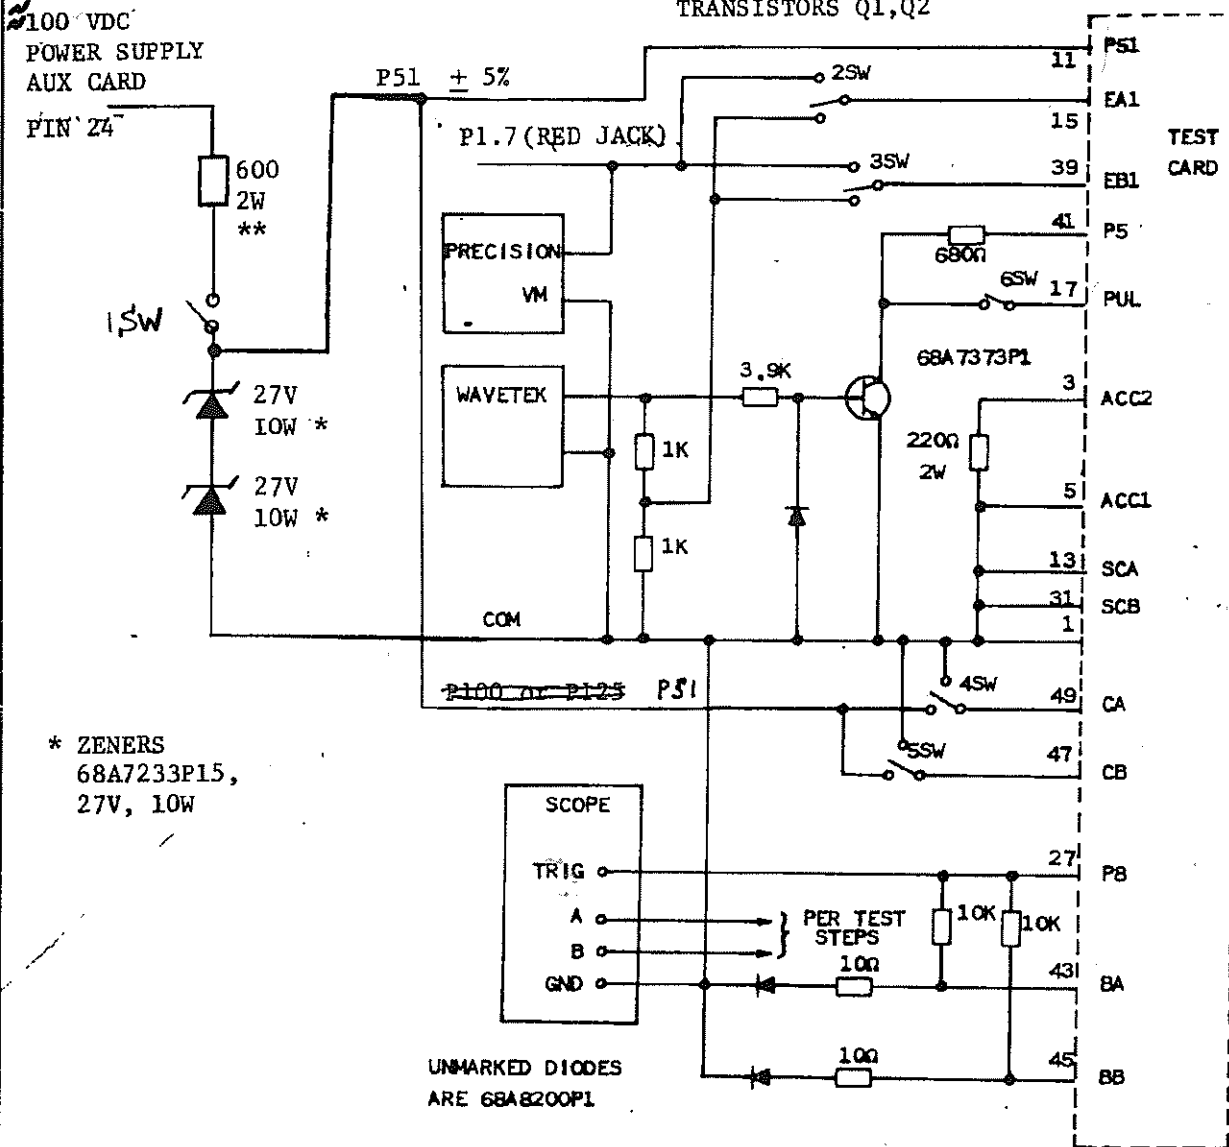 ≈100 VDC
POWER SUPPLY
AUX CARD
PIN 24
TRANSISTORS Q1,Q2
P51 ± 5%
P1.7 (RED JACK)
600
2W
**
1SW
27V
10W *
27V
10W *
PRECISION
VM
WAVETEK
COM
1K
1K
3.9K
2SW
3SW
680Ω
6SW
68A7373P1
220Ω
2W
4SW
5SW
P100 or P125 P51
11 P51
15 EA1
39 EB1
41 P5
17 PUL
3 ACC2
5 ACC1
13 SCA
31 SCB
1
49 CA
47 CB
27 P8
43 BA
45 BB
TEST
CARD
* ZENERS
68A7233P15,
27V, 10W
SCOPE
TRIG
A
B
GND
PER TEST
STEPS
10K
10K
10Ω
10Ω
UNMARKED DIODES
ARE 68A8200P1